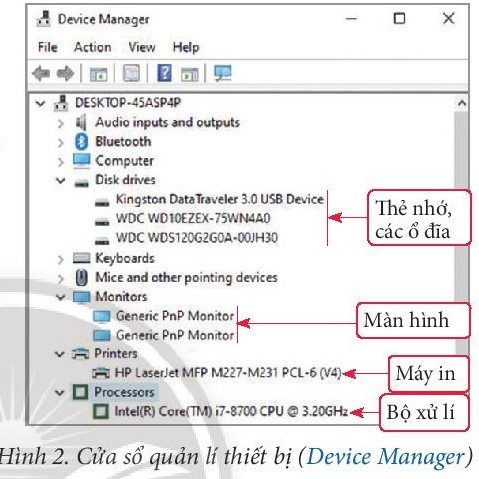 Device Manager
File Action View Help
DESKTOP-45ASP4P
Audio inputs and outputs
Bluetooth
Computer
Disk drives
Kingston DataTraveler 3.0 USB Device
WDC WD10EZEX-75WN4A0
WDC WDS120G2G0A-00JH30
Thẻ nhớ,
các ổ đĩa
Keyboards
Mice and other pointing devices
Monitors
Generic PnP Monitor
Generic PnP Monitor
Màn hình
Printers
HP LaserJet MFP M227-M231 PCL-6 (V4)
Máy in
Processors
Intel(R) Core(TM) i7-8700 CPU @ 3.20GHz
Bộ xử lí
Hình 2. Cửa sổ quản lí thiết bị (Device Manager)